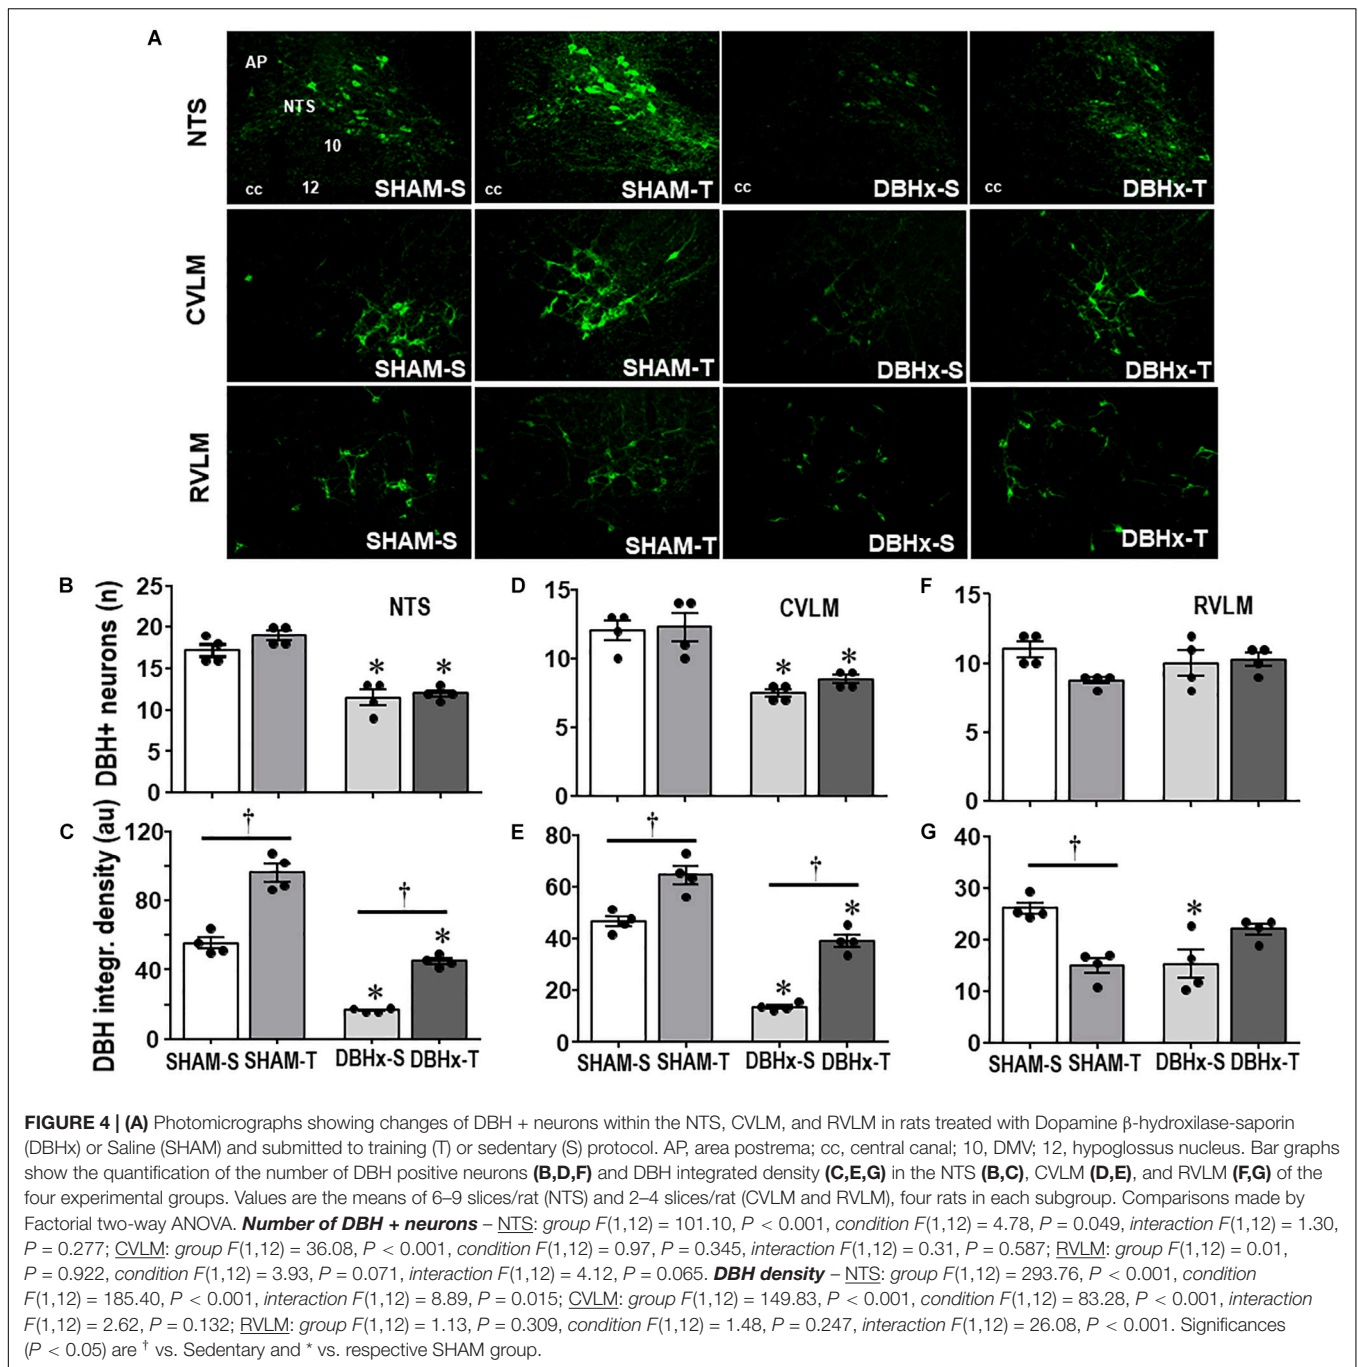 A
AP
NTS
10
cc
12
SHAM-S
cc
SHAM-T
cc
DBHx-S
cc
DBHx-T
NTS
CVLM
SHAM-S
SHAM-T
DBHx-S
DBHx-T
RVLM
SHAM-S
SHAM-T
DBHx-S
DBHx-T
B
DBH+ neurons (n)
25
20
15
10
5
0
NTS
*
*
D
15
10
5
0
CVLM
*
*
F
15
10
5
0
RVLM
C
DBH integr. density (au)
120
80
40
0
†
†
*
*
SHAM-S SHAM-T DBHx-S DBHx-T
E
80
60
40
20
0
†
†
*
*
SHAM-S SHAM-T DBHx-S DBHx-T
G
40
30
20
10
0
†
*
SHAM-S SHAM-T DBHx-S DBHx-T
FIGURE 4 | (A) Photomicrographs showing changes of DBH + neurons within the NTS, CVLM, and RVLM in rats treated with Dopamine β-hydroxilase-saporin
(DBHx) or Saline (SHAM) and submitted to training (T) or sedentary (S) protocol. AP, area postrema; cc, central canal; 10, DMV; 12, hypoglossus nucleus. Bar graphs
show the quantification of the number of DBH positive neurons (B,D,F) and DBH integrated density (C,E,G) in the NTS (B,C), CVLM (D,E), and RVLM (F,G) of the
four experimental groups. Values are the means of 6–9 slices/rat (NTS) and 2–4 slices/rat (CVLM and RVLM), four rats in each subgroup. Comparisons made by
Factorial two-way ANOVA. Number of DBH + neurons – NTS: group F(1,12) = 101.10, P < 0.001, condition F(1,12) = 4.78, P = 0.049, interaction F(1,12) = 1.30,
P = 0.277; CVLM: group F(1,12) = 36.08, P < 0.001, condition F(1,12) = 0.97, P = 0.345, interaction F(1,12) = 0.31, P = 0.587; RVLM: group F(1,12) = 0.01,
P = 0.922, condition F(1,12) = 3.93, P = 0.071, interaction F(1,12) = 4.12, P = 0.065. DBH density – NTS: group F(1,12) = 293.76, P < 0.001, condition
F(1,12) = 185.40, P < 0.001, interaction F(1,12) = 8.89, P = 0.015; CVLM: group F(1,12) = 149.83, P < 0.001, condition F(1,12) = 83.28, P < 0.001, interaction
F(1,12) = 2.62, P = 0.132; RVLM: group F(1,12) = 1.13, P = 0.309, condition F(1,12) = 1.48, P = 0.247, interaction F(1,12) = 26.08, P < 0.001. Significances
(P < 0.05) are † vs. Sedentary and * vs. respective SHAM group.